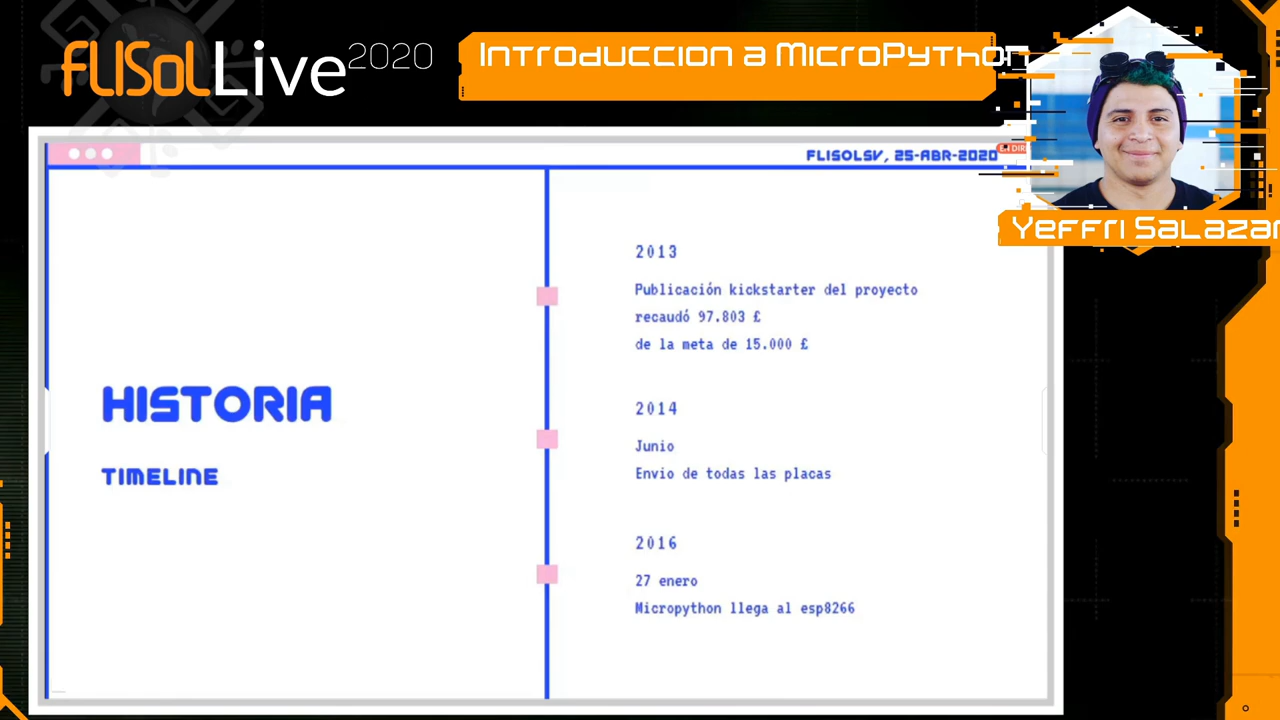 FLISoLLive2020
Introduccion a MicroPython
FLISOLSV, 25-ABR-2020
EN DIR
Yeffri Salazar
HISTORIA
TIMELINE
2013
Publicación kickstarter del proyecto
recaudó 97.803 £
de la meta de 15.000 £
2014
Junio
Envio de todas las placas
2016
27 enero
Micropython llega al esp8266